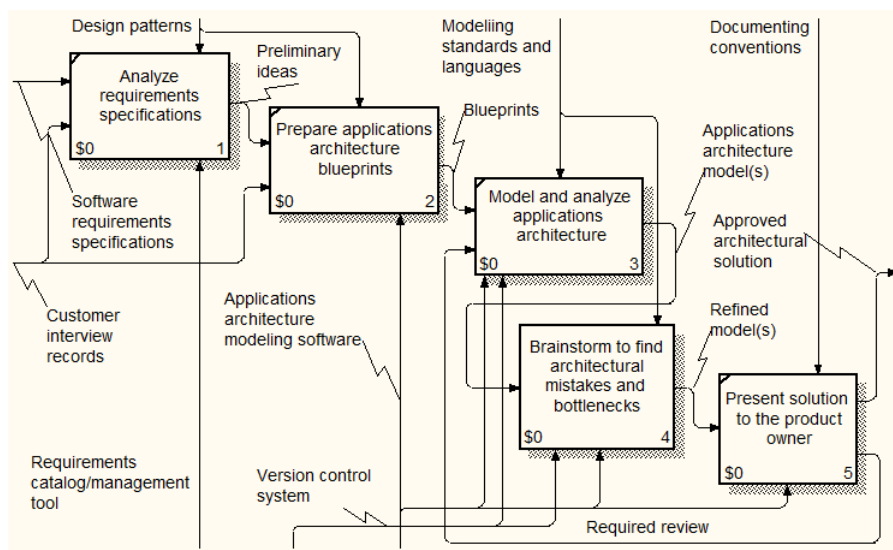 Design patterns
Preliminary
ideas
Modeliing
standards and
languages
Documenting
conventions
Analyze
requirements
specifications
$0
1
Prepare applications
architecture
blueprints
$0
2
Blueprints
Applications
architecture
model(s)
Software
requirements
specifications
Model and analyze
applications
architecture
$0
3
Approved
architectural
solution
Customer
interview
records
Applications
architecture
modeling software
Refined
model(s)
Brainstorm to find
architectural
mistakes and
bottlenecks
$0
4
Present solution
to the product
owner
$0
5
Requirements
catalog/management
tool
Version control
system
Required review